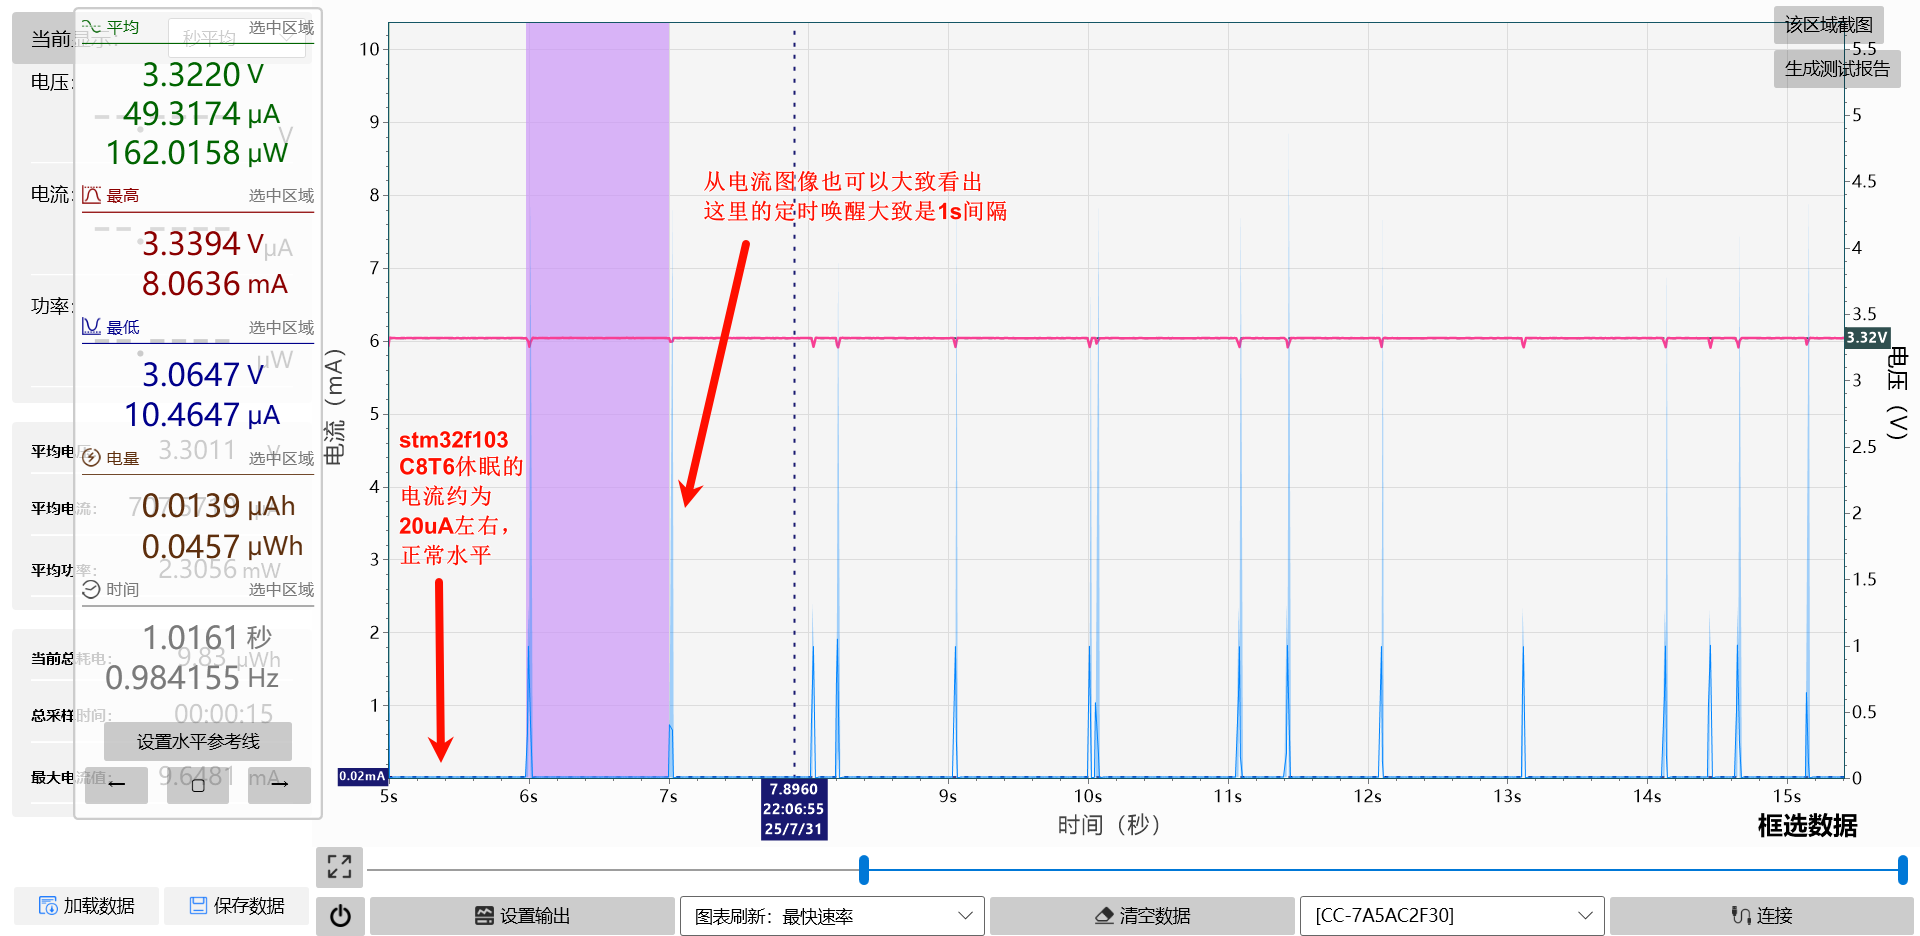 当前显示:
秒平均
电压:
V
电流:
μA
功率:
μW
平均电压:
3.3011
V
平均电流:
平均功率:
2.3056 mW
当前总耗电:
9.83 μWh
总采样时间:
00:00:15
最大电流值:
9.6481 mA
平均 选中区域
3.3220 V
49.3174 μA
162.0158 μW
最高 选中区域
3.3394 V
8.0636 mA
最低 选中区域
3.0647 V
10.4647 μA
电量 选中区域
0.0139 μAh
0.0457 μWh
时间 选中区域
1.0161 秒
0.984155 Hz
设置水平参考线
← ▢ →
加载数据
保存数据
电流 (mA)
10
9
8
7
6
5
4
3
2
1
0.02mA
从电流图像也可以大致看出
这里的定时唤醒大致是1s间隔
stm32f103
C8T6休眠的
电流约为
20uA左右，
正常水平
该区域截图
生成测试报告
5.5
5
4.5
4
3.5
3.32V
3
2.5
2
1.5
1
0.5
0
电压 (V)
5s 6s 7s 9s 10s 11s 12s 13s 14s 15s
7.8960
22:06:55
25/7/31
时间（秒）
框选数据
设置输出
图表刷新：最快速率
清空数据
[CC-7A5AC2F30]
连接